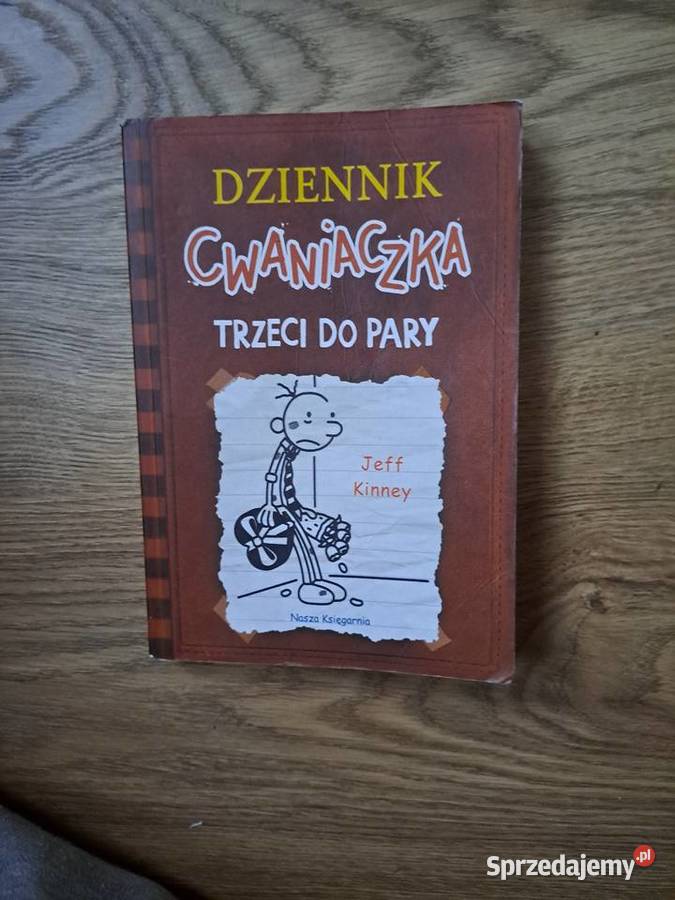 DZIENNIK
CWANIACZKA
TRZECI DO PARY
Jeff
Kinney
Nasza Księgarnia
Sprzedajemy.pl